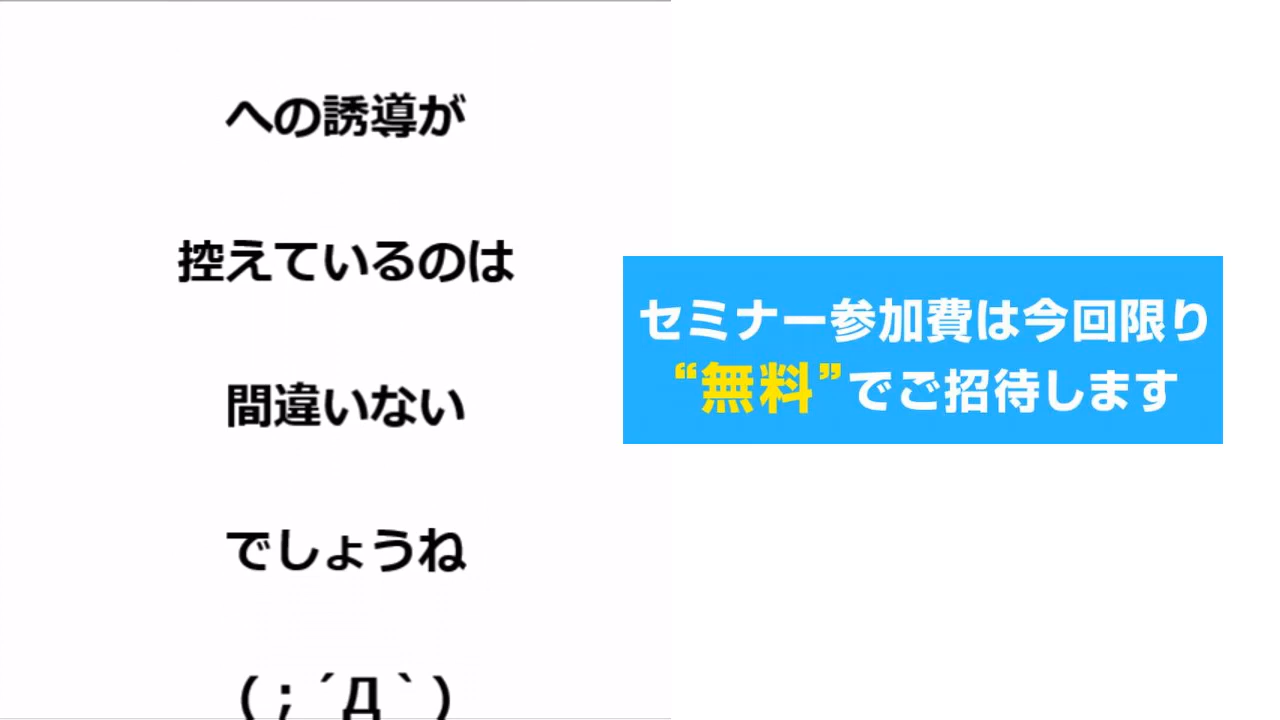 への誘導が
控えているのは
間違いない
でしょうね
(；´Д｀)
セミナー参加費は今回限り
“無料”でご招待します